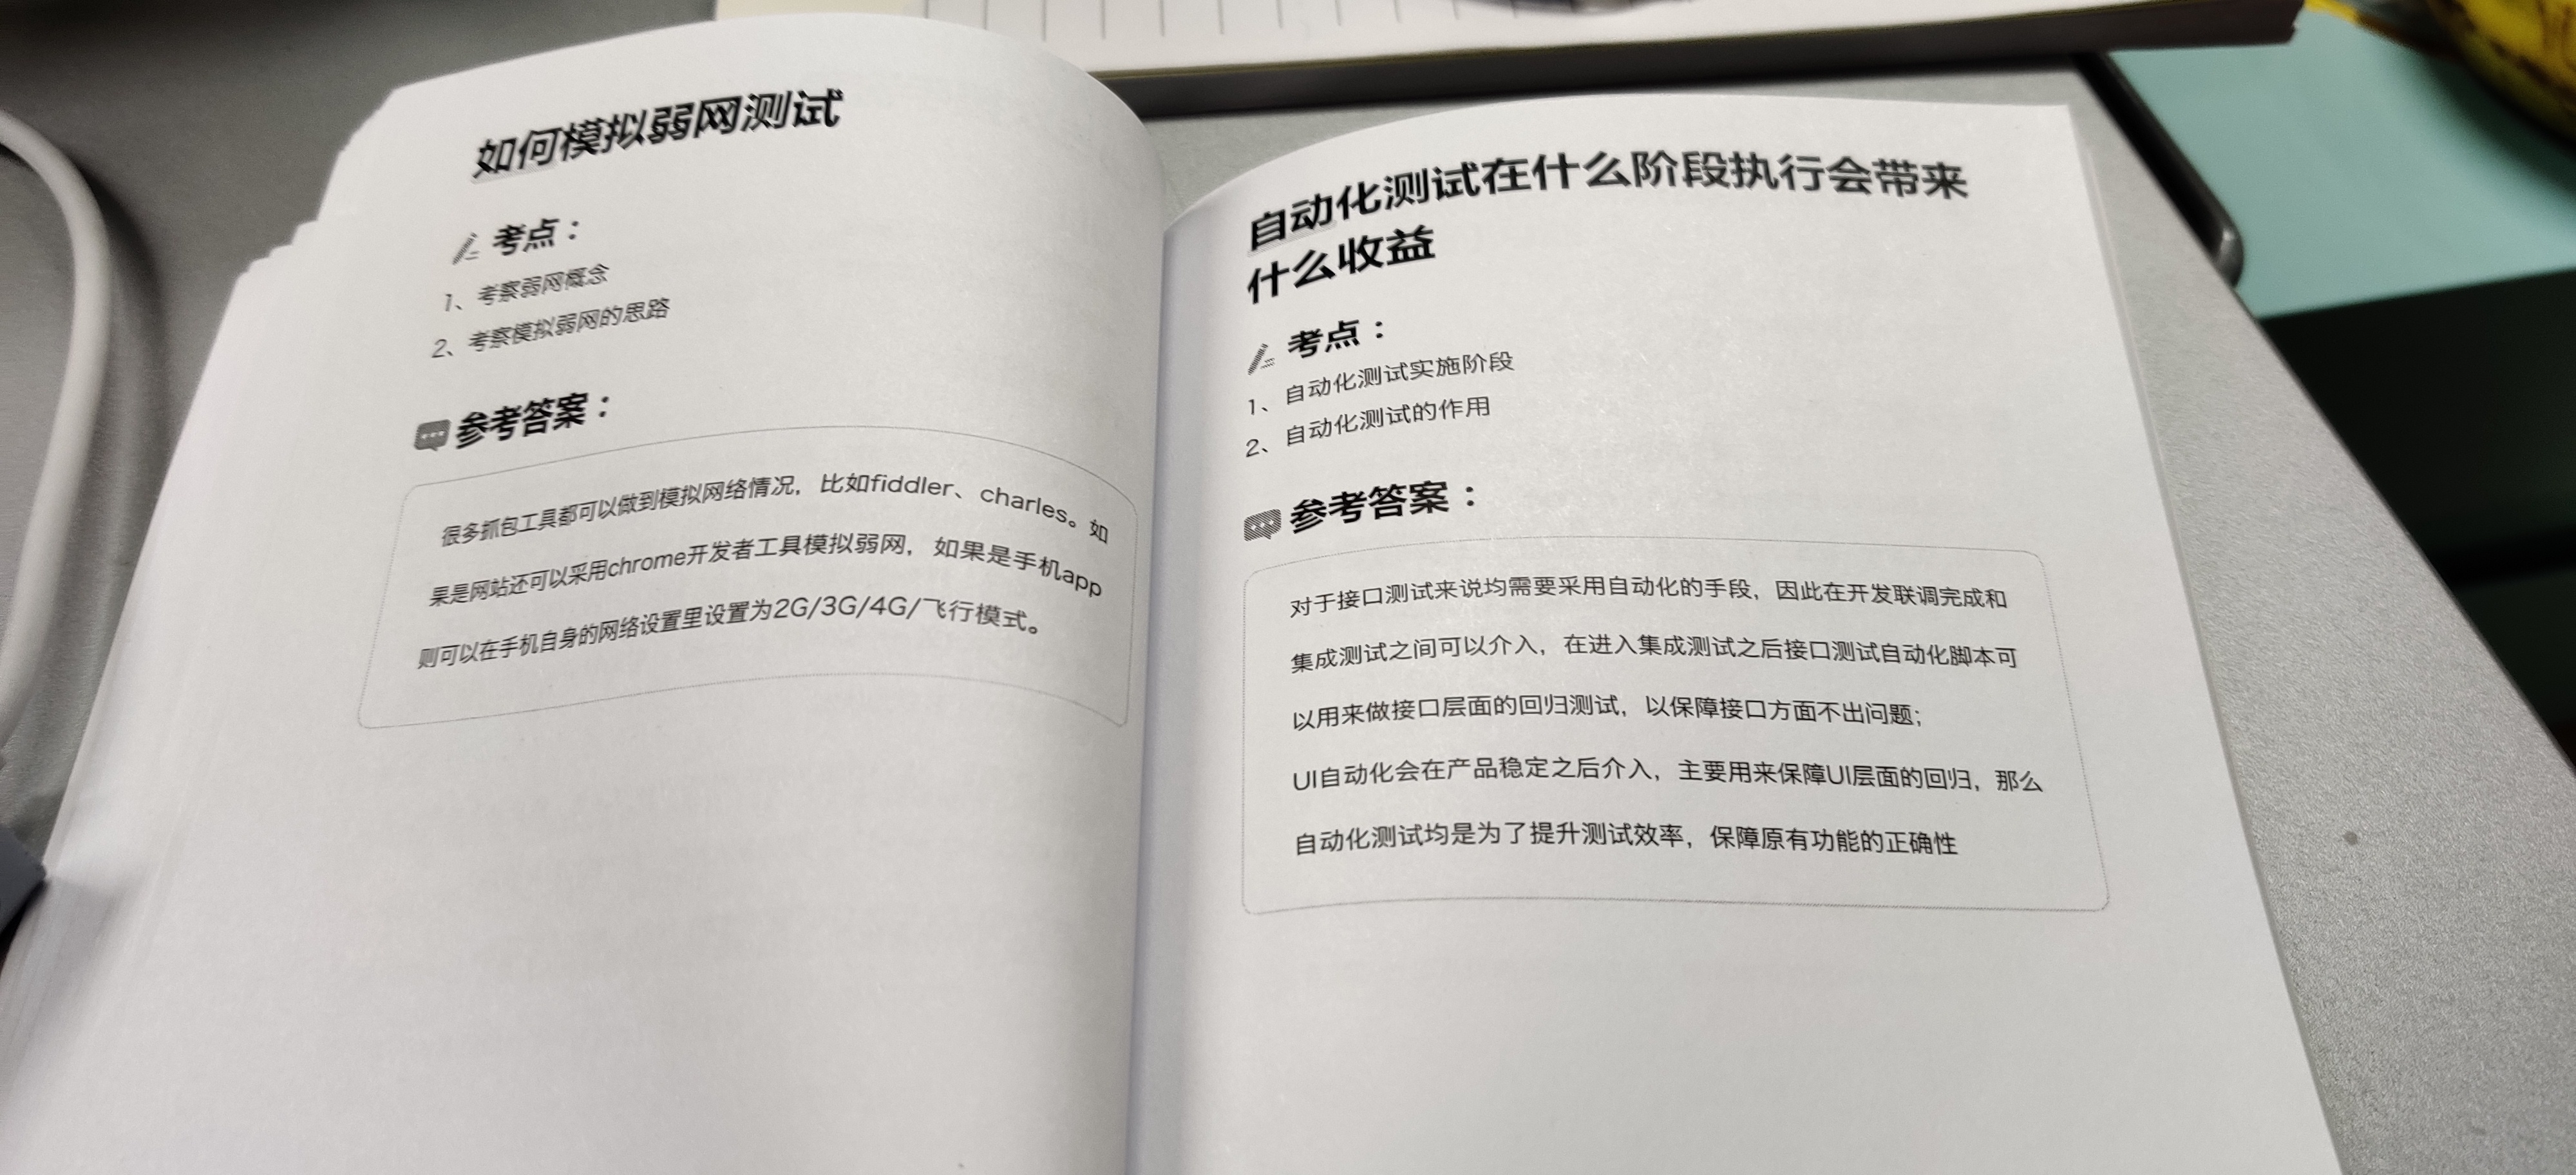 如何模拟弱网测试
考点：
1、考察弱网概念
2、考察模拟弱网的思路
参考答案：
很多抓包工具都可以做到模拟网络情况，比如fiddler、charles。如
果是网站还可以采用chrome开发者工具模拟弱网，如果是手机app
则可以在手机自身的网络设置里设置为2G/3G/4G/飞行模式。
自动化测试在什么阶段执行会带来
什么收益
考点：
1、自动化测试实施阶段
2、自动化测试的作用
参考答案：
对于接口测试来说均需要采用自动化的手段，因此在开发联调完成和
集成测试之间可以介入，在进入集成测试之后接口测试自动化脚本可
以用来做接口层面的回归测试，以保障接口方面不出问题；
UI自动化会在产品稳定之后介入，主要用来保障UI层面的回归，那么
自动化测试均是为了提升测试效率，保障原有功能的正确性